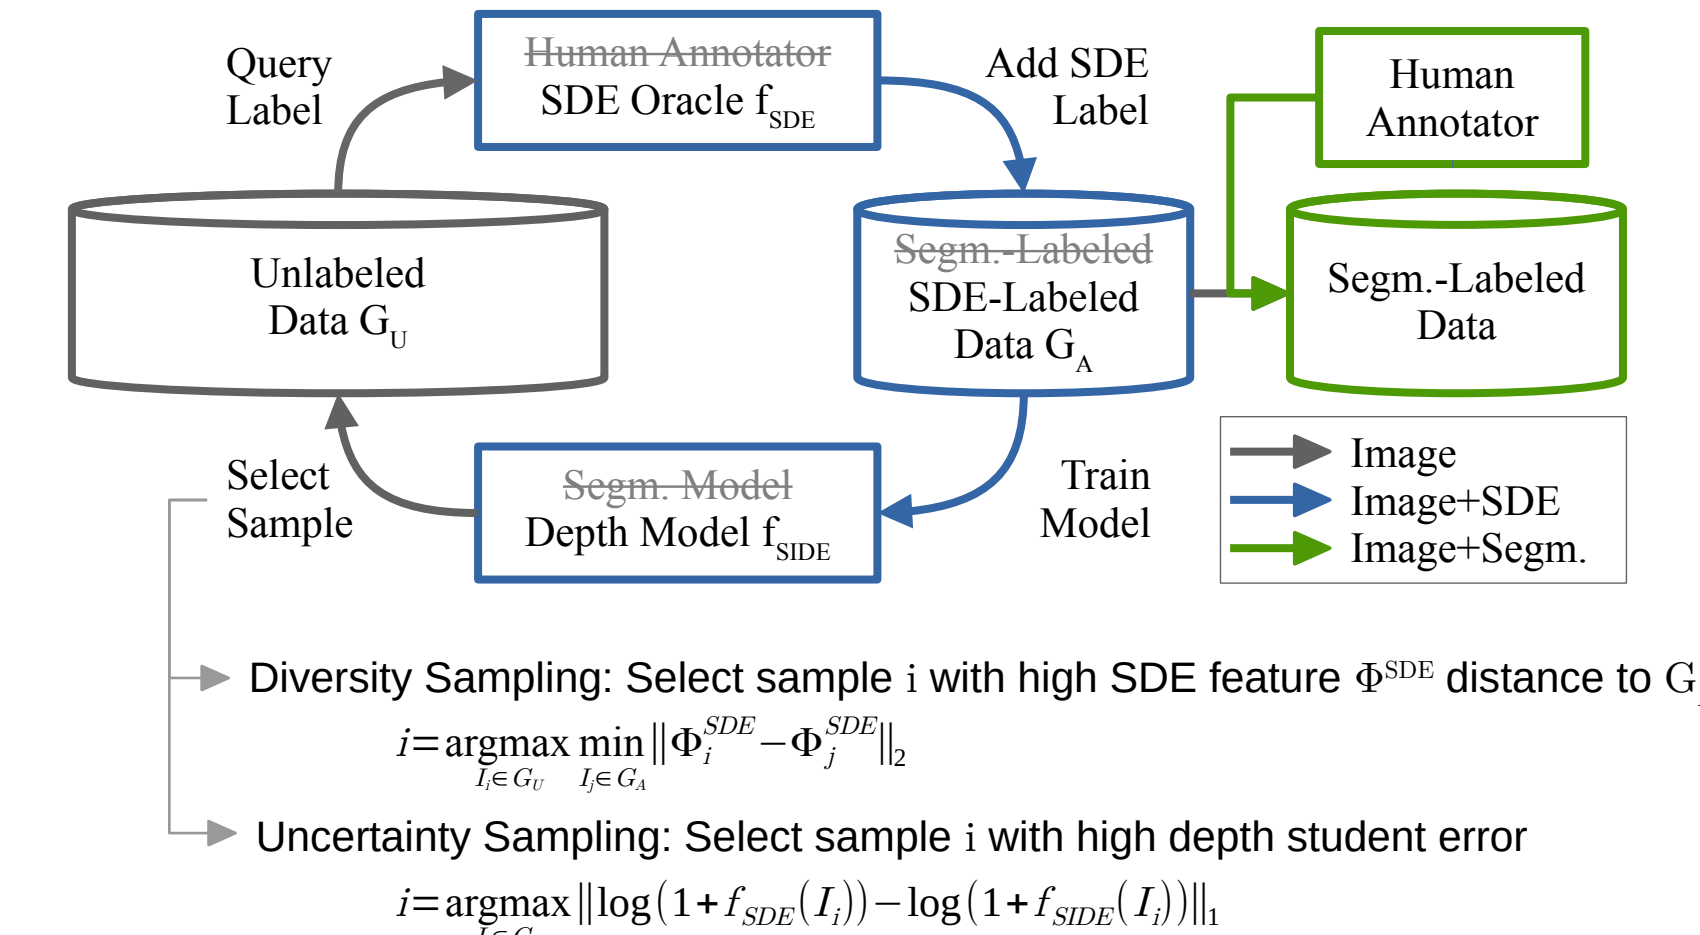 Query
Label
Human Annotator
SDE Oracle f_SDE
Add SDE
Label
Human
Annotator
Unlabeled
Data G_U
Segm.-Labeled
SDE-Labeled
Data G_A
Segm.-Labeled
Data
Select
Sample
Segm. Model
Depth Model f_SIDE
Train
Model
Image
Image+SDE
Image+Segm.
Diversity Sampling: Select sample i with high SDE feature Φ^SDE distance to G
i=argmax min ‖Φ_i^SDE−Φ_j^SDE‖_2
I_i∈G_U I_j∈G_A
Uncertainty Sampling: Select sample i with high depth student error
i=argmax ‖log(1+f_SDE(I_i))−log(1+f_SIDE(I_i))‖_1